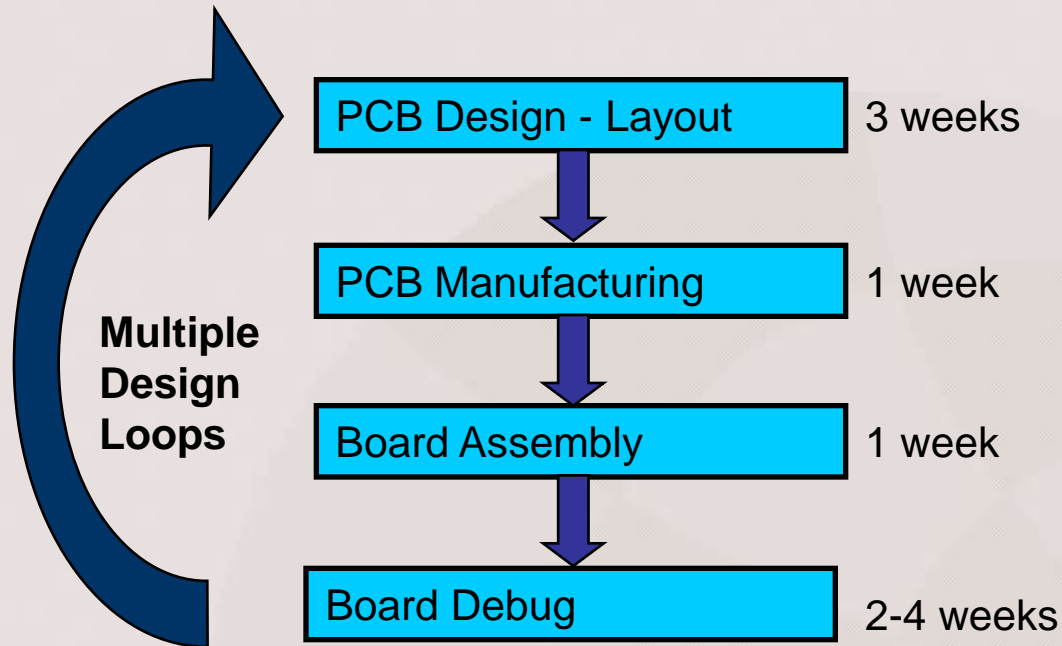 PCB Design - Layout
3 weeks
PCB Manufacturing
1 week
Multiple
Design
Loops
Board Assembly
1 week
Board Debug
2-4 weeks